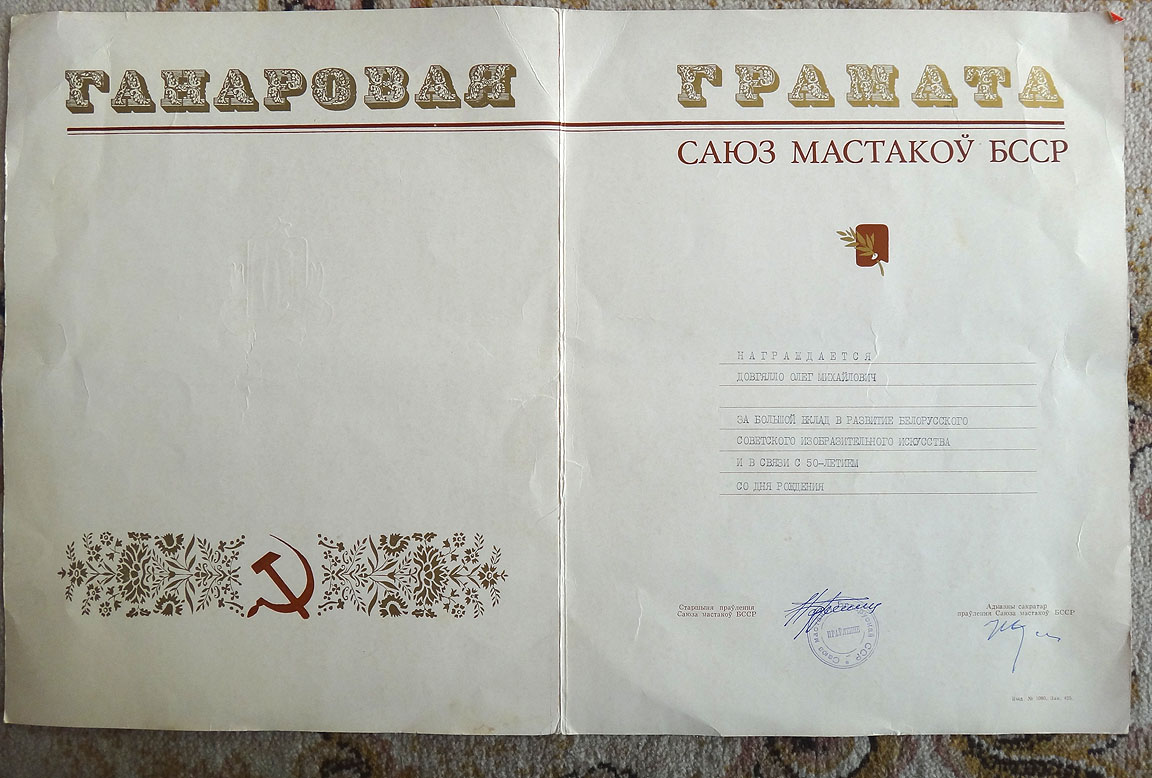 ГАНАРОВАЯ ГРАМАТА
САЮЗ МАСТАКОЎ БССР
НАГРАЖДАЕТСЯ
ДОВГЯЛЛО ОЛЕГ МИХАЙЛОВИЧ
ЗА БОЛЬШОЙ ВКЛАД В РАЗВИТИЕ БЕЛОРУССКОГО
СОВЕТСКОГО ИЗОБРАЗИТЕЛЬНОГО ИСКУССТВА
И В СВЯЗИ С 50-ЛЕТИЕМ
СО ДНЯ РОЖДЕНИЯ
Старшыня праўлення
Саюза мастакоў БССР
ПРАЎЛЕННЕ
Адказны сакратар
праўлення Саюза мастакоў БССР